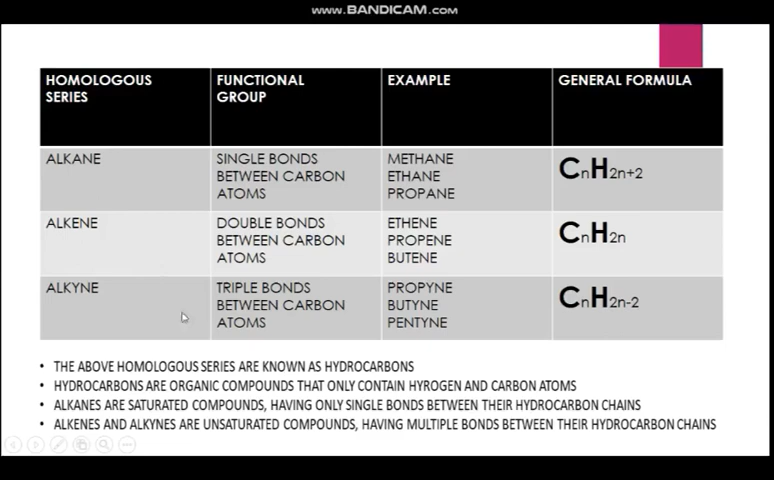 WWW.BANDICAM.COM
HOMOLOGOUS SERIES
FUNCTIONAL GROUP
EXAMPLE
GENERAL FORMULA
ALKANE
SINGLE BONDS
BETWEEN CARBON
ATOMS
METHANE
ETHANE
PROPANE
CnH2n+2
ALKENE
DOUBLE BONDS
BETWEEN CARBON
ATOMS
ETHENE
PROPENE
BUTENE
CnH2n
ALKYNE
TRIPLE BONDS
BETWEEN CARBON
ATOMS
PROPYNE
BUTYNE
PENTYNE
CnH2n-2
• THE ABOVE HOMOLOGOUS SERIES ARE KNOWN AS HYDROCARBONS
• HYDROCARBONS ARE ORGANIC COMPOUNDS THAT ONLY CONTAIN HYROGEN AND CARBON ATOMS
• ALKANES ARE SATURATED COMPOUNDS, HAVING ONLY SINGLE BONDS BETWEEN THEIR HYDROCARBON CHAINS
• ALKENES AND ALKYNES ARE UNSATURATED COMPOUNDS, HAVING MULTIPLE BONDS BETWEEN THEIR HYDROCARBON CHAINS